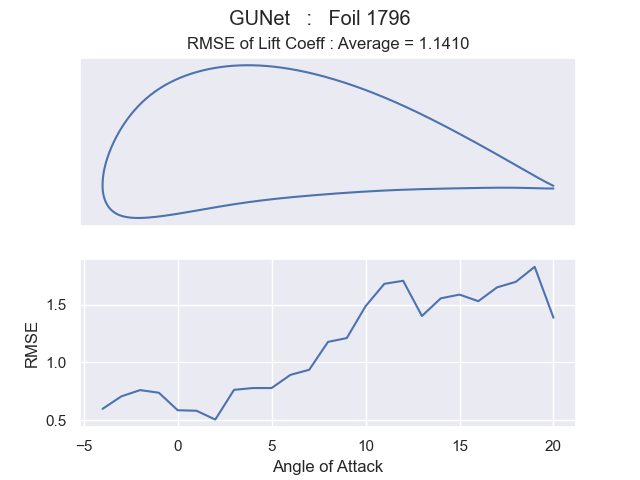 GUNet : Foil 1796
RMSE of Lift Coeff : Average = 1.1410
1.5
1.0
0.5
RMSE
−5 0 5 10 15 20
Angle of Attack